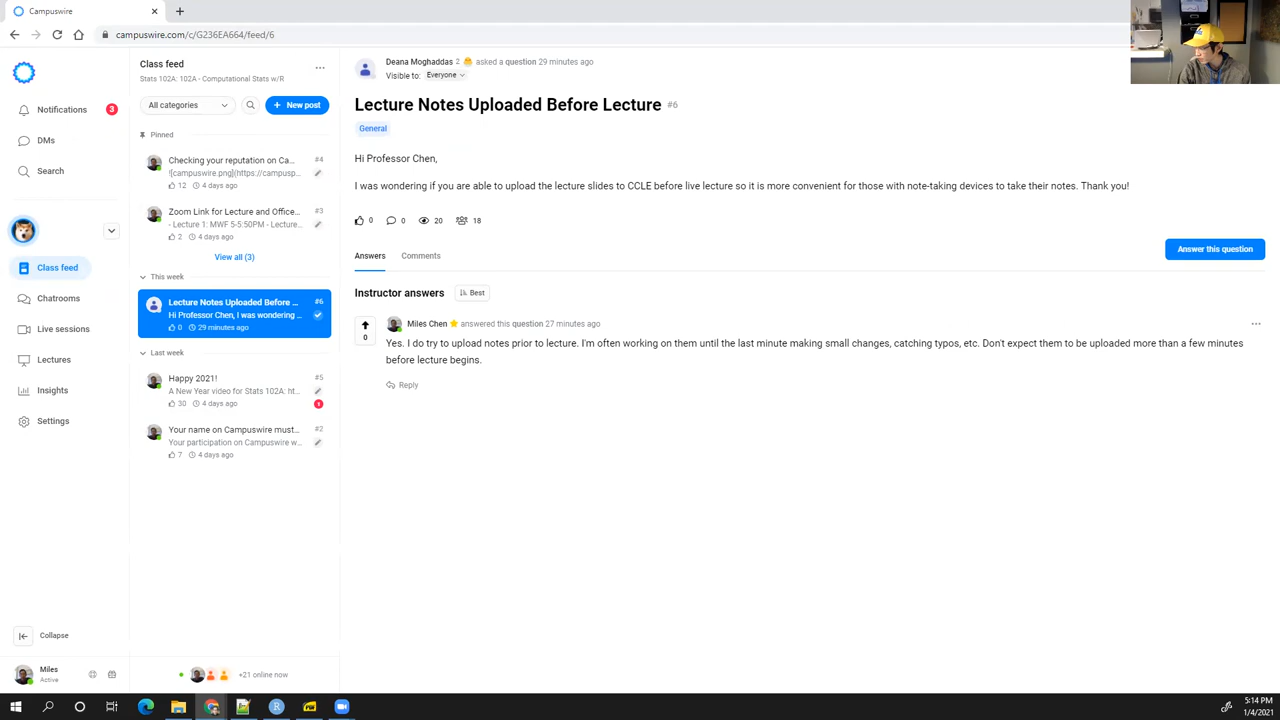 Campuswire
campuswire.com/c/G236EA664/feed/6
Notifications 3
DMs
Search
Class feed
Chatrooms
Live sessions
Lectures
Insights
Settings
Collapse
Miles
Active
Class feed
Stats 102A: 102A - Computational Stats w/R
All categories
New post
Pinned
Checking your reputation on Ca... #4
![campuswire.png](https://campusp...
12 4 days ago
Zoom Link for Lecture and Office... #3
- Lecture 1: MWF 5-5:50PM - Lecture...
2 4 days ago
View all (3)
This week
Lecture Notes Uploaded Before ... #6
Hi Professor Chen, I was wondering ...
0 29 minutes ago
Last week
Happy 2021! #5
A New Year video for Stats 102A: ht...
30 4 days ago
Your name on Campuswire must... #2
Your participation on Campuswire w...
7 4 days ago
+21 online now
Deana Moghaddas 2 asked a question 29 minutes ago
Visible to: Everyone
Lecture Notes Uploaded Before Lecture #6
General
Hi Professor Chen,
I was wondering if you are able to upload the lecture slides to CCLE before live lecture so it is more convenient for those with note-taking devices to take their notes. Thank you!
0 0 20 18
Answers Comments
Answer this question
Instructor answers Best
Miles Chen answered this question 27 minutes ago
0
Yes. I do try to upload notes prior to lecture. I'm often working on them until the last minute making small changes, catching typos, etc. Don't expect them to be uploaded more than a few minutes
before lecture begins.
Reply
5:14 PM
1/4/2021